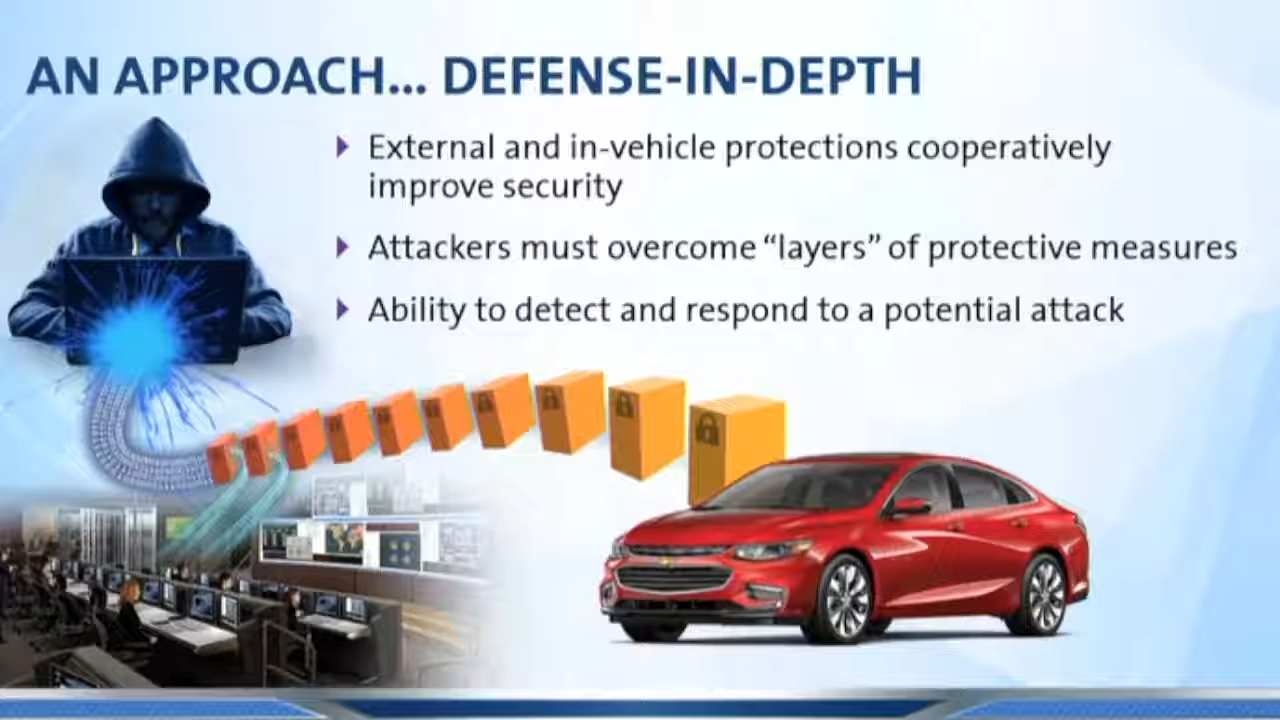 AN APPROACH... DEFENSE-IN-DEPTH
External and in-vehicle protections cooperatively
improve security
Attackers must overcome “layers” of protective measures
Ability to detect and respond to a potential attack